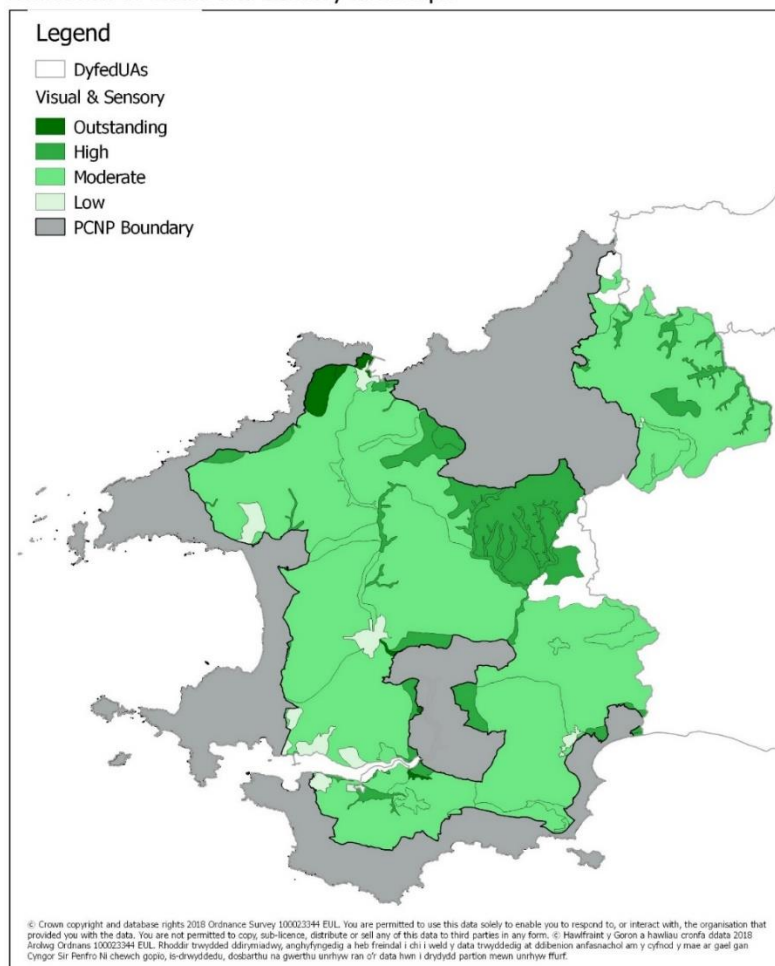 Legend
DyfedUAs
Visual & Sensory
Outstanding
High
Moderate
Low
PCNP Boundary
© Crown copyright and database rights 2018 Ordnance Survey 100023344 EUL. You are permitted to use this data solely to enable you to respond to, or interact with, the organisation that
provided you with the data. You are not permitted to copy, sub-licence, distribute or sell any of this data to third parties in any form. © Hawlfraint y Goron a hawliau cronfa ddata 2018
Arolwg Ordnans 100023344 EUL. Rhoddir trwydded ddirymiadwy, anghyfyngedig a heb freindal i chi i weld y data trwyddedig at ddibenion anfasnachol am y cyfnod y mae ar gael gan
Cyngor Sir Penfro Ni chewch gopio, is-drwyddedu, dosbarthu na gwerthu unrhyw ran o'r data hwn i drydydd partion mewn unrhyw ffurf.